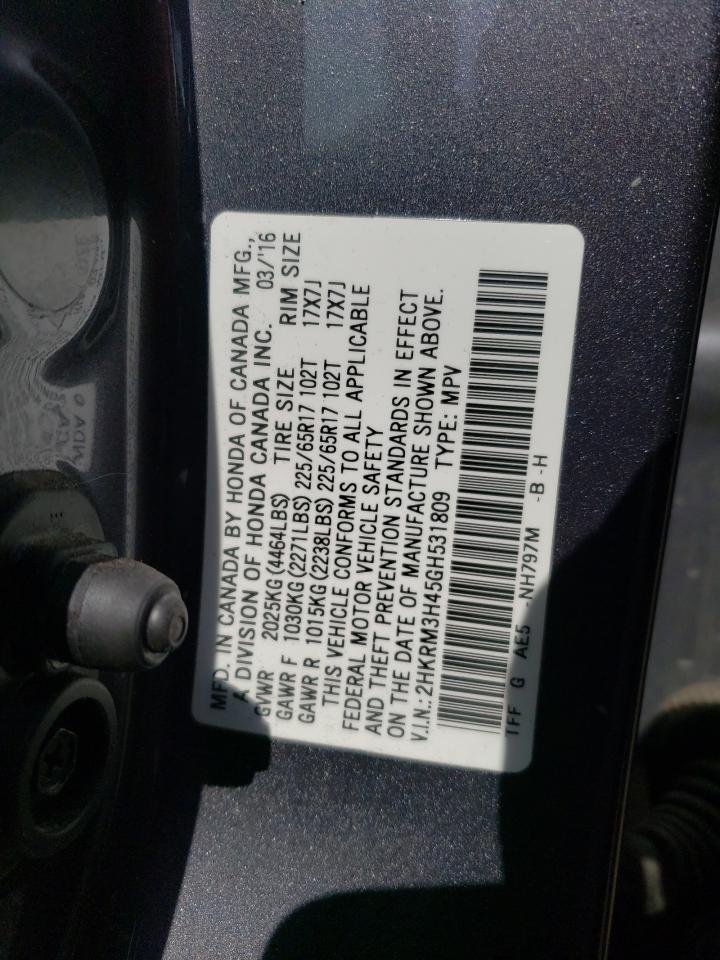 MFD. IN CANADA BY HONDA OF CANADA MFG.,
A DIVISION OF HONDA CANADA INC. 03/'16
GVWR 2025KG(4464LBS) TIRE SIZE RIM SIZE
GAWR F 1030KG(2271LBS) 225/65R17 102T 17X7J
GAWR R 1015KG(2238LBS) 225/65R17 102T 17X7J
THIS VEHICLE CONFORMS TO ALL APPLICABLE
FEDERAL MOTOR VEHICLE SAFETY
AND THEFT PREVENTION STANDARDS IN EFFECT
ON THE DATE OF MANUFACTURE SHOWN ABOVE.
V.I.N.: 2HKRM3H45GH531809 TYPE: MPV
TFF G AE5 -NH797M -B -H